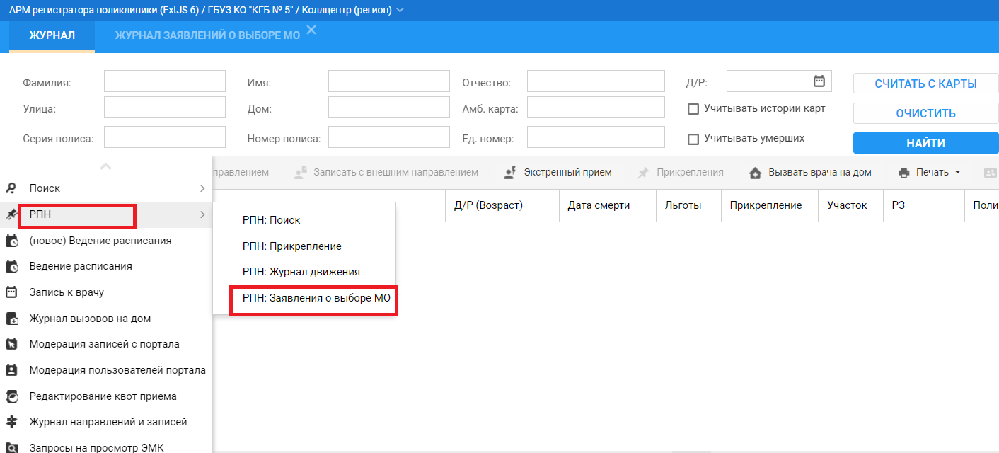 АРМ регистратора поликлиники (ExtJS 6) / ГБУЗ КО "КГБ № 5" / Коллцентр (регион)
ЖУРНАЛ ЖУРНАЛ ЗАЯВЛЕНИЙ О ВЫБОРЕ МО
Фамилия: Имя: Отчество: Д/Р: СЧИТАТЬ С КАРТЫ
Улица: Дом: Амб. карта: Учитывать истории карт ОЧИСТИТЬ
Серия полиса: Номер полиса: Ед. номер: Учитывать умерших НАЙТИ
правлением Записать с внешним направлением Экстренный прием Прикрепления Вызвать врача на дом Печать
Поиск
Д/Р (Возраст) Дата смерти Льготы Прикрепление Участок РЗ Поли
РПН
РПН: Поиск
(новое) Ведение расписания
РПН: Прикрепление
Ведение расписания
РПН: Журнал движения
Запись к врачу
РПН: Заявления о выборе МО
Журнал вызовов на дом
Модерация записей с портала
Модерация пользователей портала
Редактирование квот приема
Журнал направлений и записей
Запросы на просмотр ЭМК